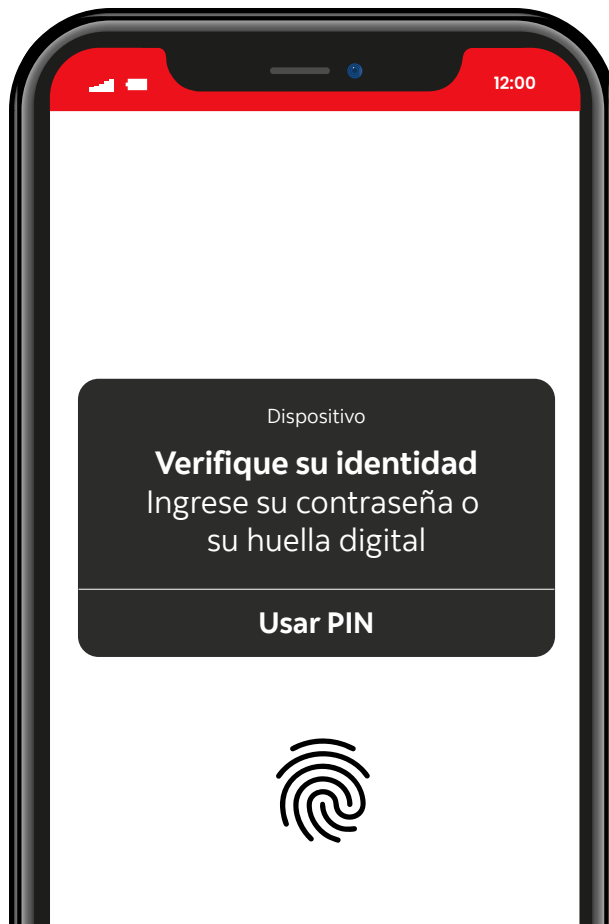 12:00
Dispositivo
Verifique su identidad
Ingrese su contraseña o
su huella digital
Usar PIN